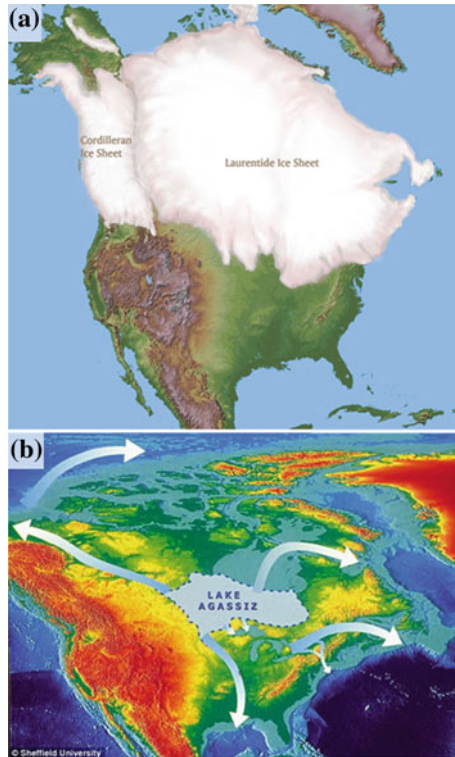 (a)
Cordilleran
Ice Sheet
Laurentide Ice Sheet
(b)
LAKE
AGASSIZ
© Sheffield University